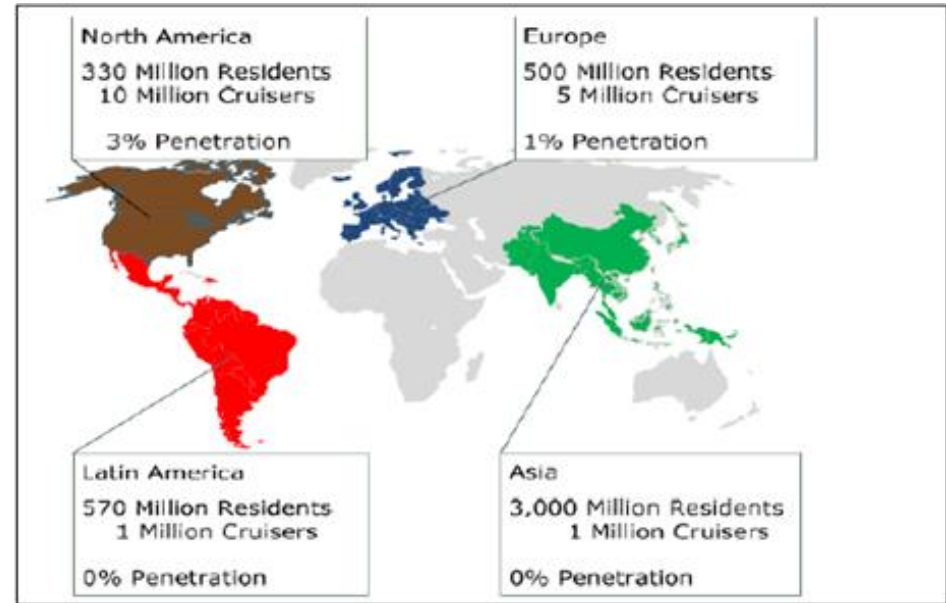 North America
330 Million Residents
10 Million Cruisers
3% Penetration
Europe
500 Million Residents
5 Million Cruisers
1% Penetration
Latin America
570 Million Residents
1 Million Cruisers
0% Penetration
Asia
3,000 Million Residents
1 Million Cruisers
0% Penetration